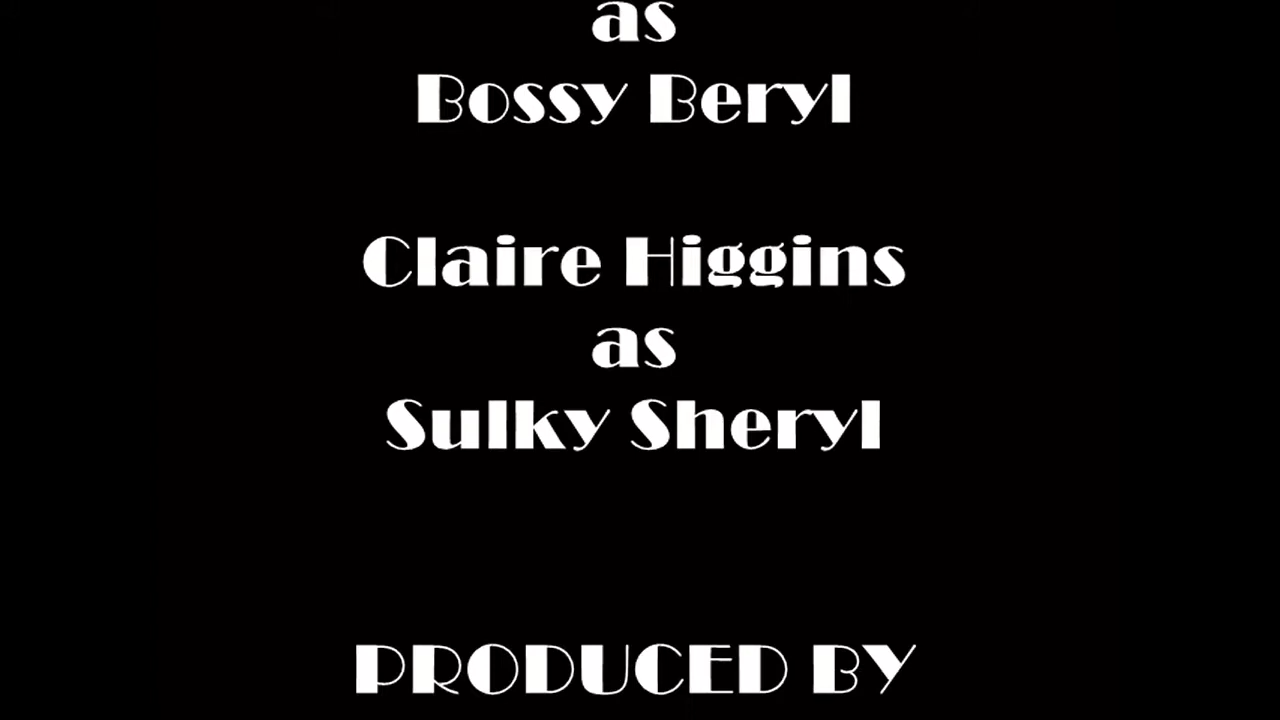 as
Bossy Beryl
Claire Higgins
as
Sulky Sheryl
PRODUCED BY